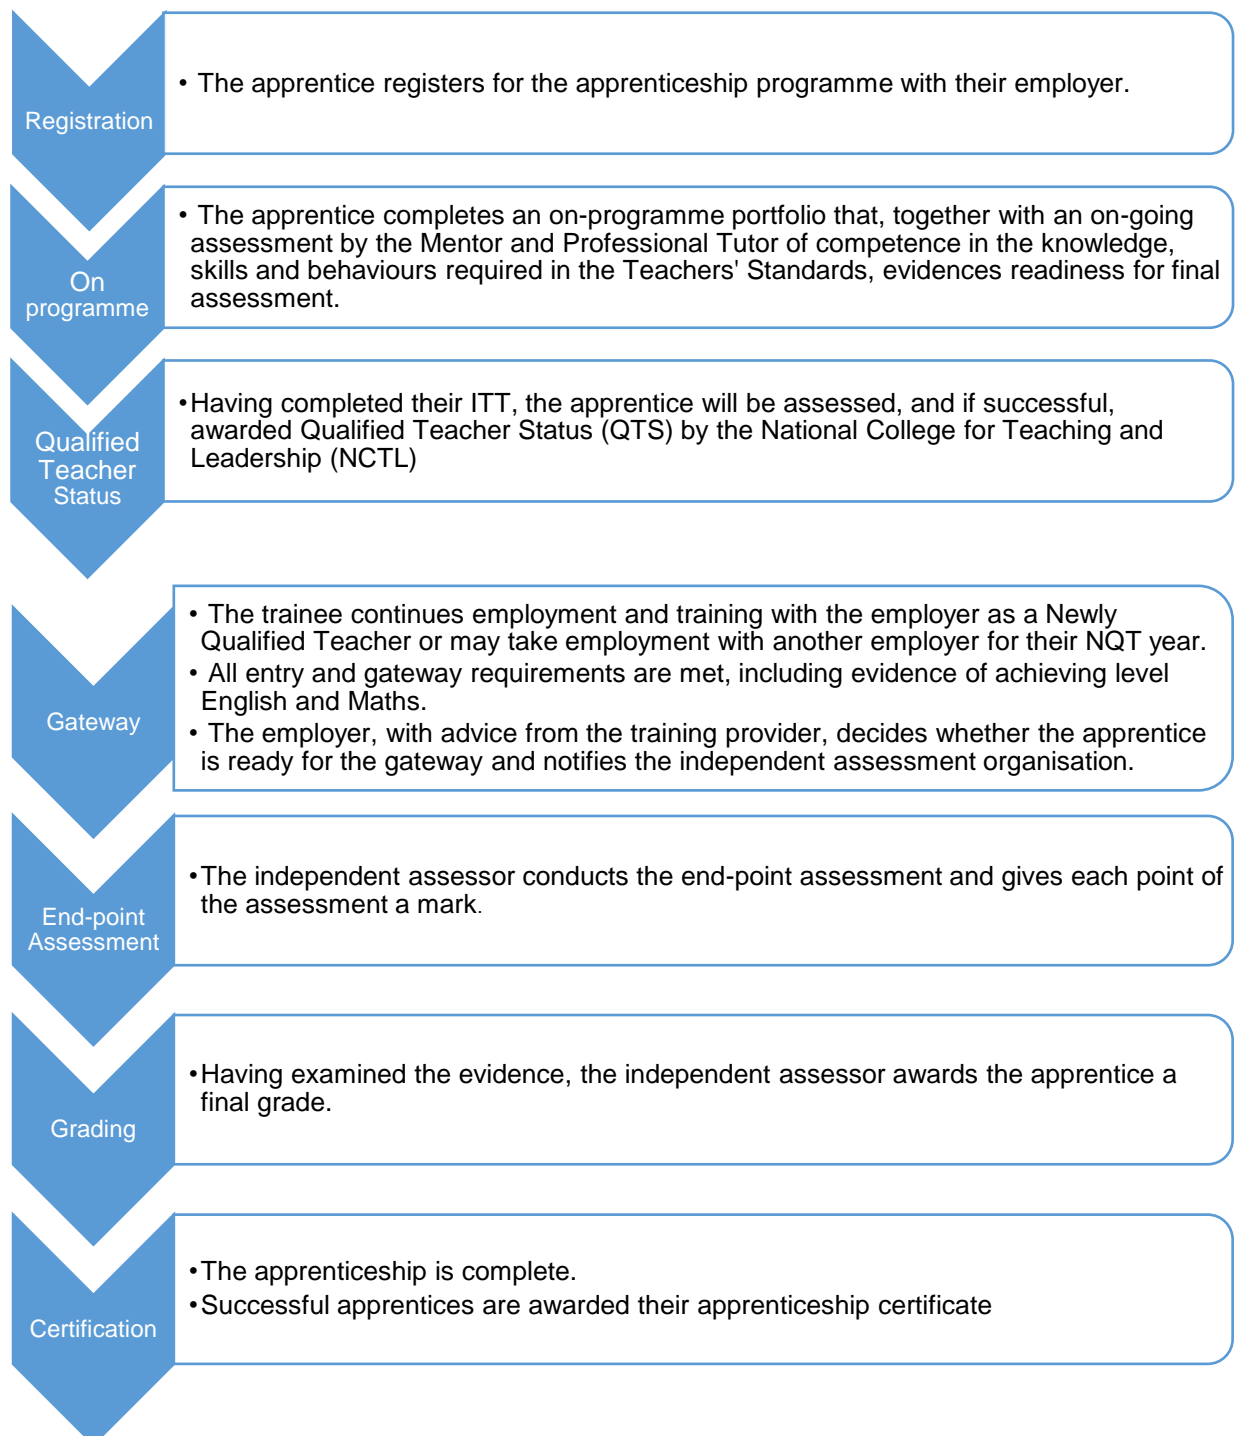 Registration
• The apprentice registers for the apprenticeship programme with their employer.
On
programme
• The apprentice completes an on-programme portfolio that, together with an on-going
assessment by the Mentor and Professional Tutor of competence in the knowledge,
skills and behaviours required in the Teachers' Standards, evidences readiness for final
assessment.
Qualified
Teacher
Status
•Having completed their ITT, the apprentice will be assessed, and if successful,
awarded Qualified Teacher Status (QTS) by the National College for Teaching and
Leadership (NCTL)
Gateway
• The trainee continues employment and training with the employer as a Newly
Qualified Teacher or may take employment with another employer for their NQT year.
• All entry and gateway requirements are met, including evidence of achieving level
English and Maths.
• The employer, with advice from the training provider, decides whether the apprentice
is ready for the gateway and notifies the independent assessment organisation.
End-point
Assessment
•The independent assessor conducts the end-point assessment and gives each point of
the assessment a mark.
Grading
•Having examined the evidence, the independent assessor awards the apprentice a
final grade.
Certification
•The apprenticeship is complete.
•Successful apprentices are awarded their apprenticeship certificate